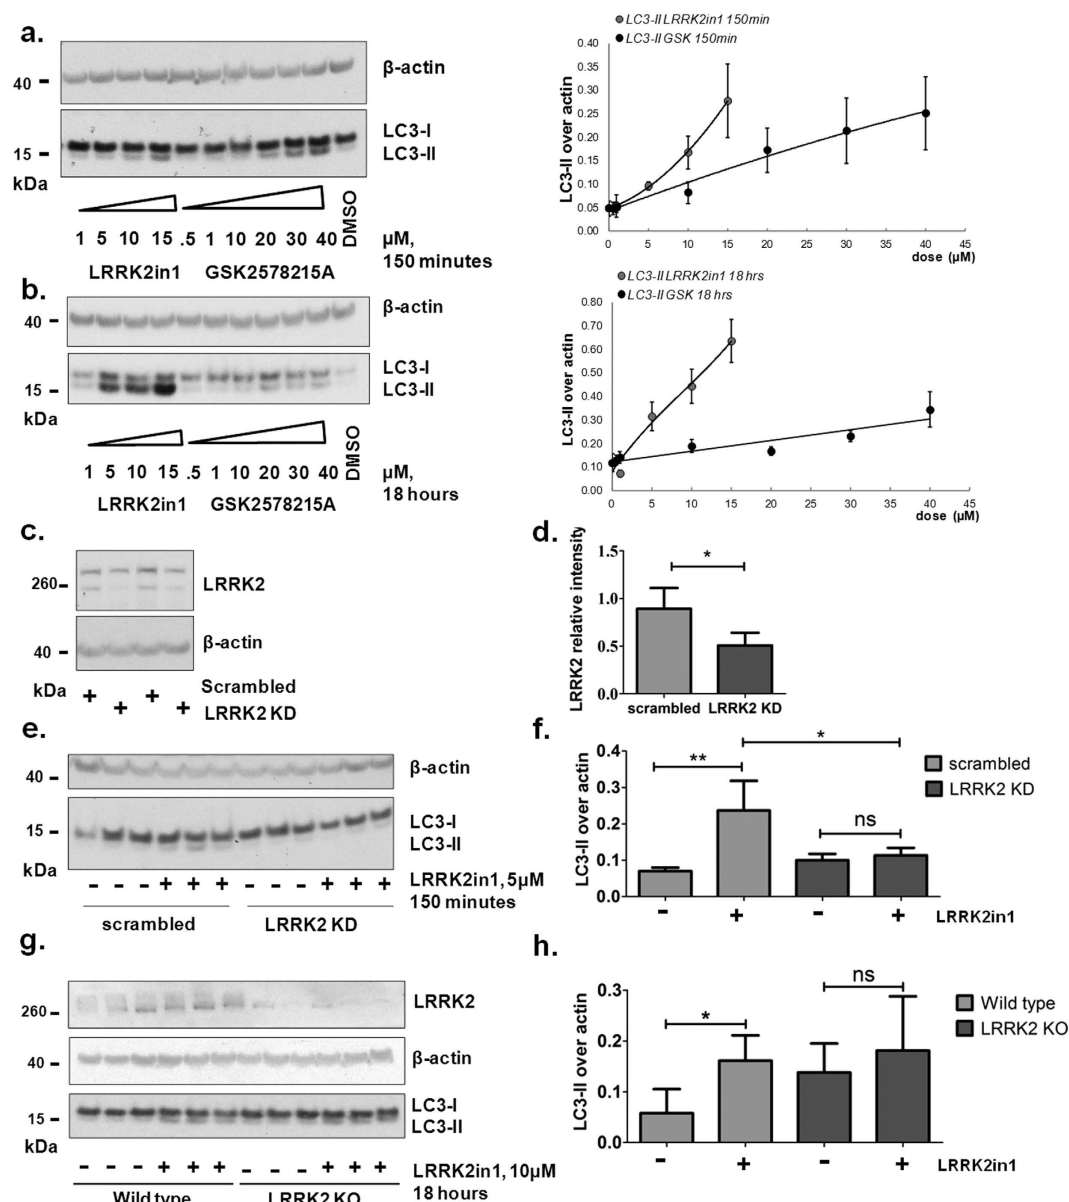 a.
40
β-actin
LC3-I
15
LC3-II
kDa
1 5 10 15 .5 1 10 20 30 40 DMSO
µM,
150 minutes
LRRK2in1 GSK2578215A
LC3-II LRRK2in1 150min
LC3-II GSK 150min
LC3-II over actin
0.40
0.35
0.30
0.25
0.20
0.15
0.10
0.05
0.00
0 5 10 15 20 25 30 35 40 45
dose (µM)
b.
40
β-actin
LC3-I
15
LC3-II
kDa
1 5 10 15 .5 1 10 20 30 40 DMSO
µM,
18 hours
LRRK2in1 GSK2578215A
LC3-II LRRK2in1 18 hrs
LC3-II GSK 18 hrs
LC3-II over actin
0.80
0.70
0.60
0.50
0.40
0.30
0.20
0.10
0.00
0 5 10 15 20 25 30 35 40 45
dose (µM)
c.
260
LRRK2
40
β-actin
kDa
+ + Scrambled
+ + LRRK2 KD
d.
LRRK2 relative intensity
1.5
1.0
0.5
0.0
*
scrambled LRRK2 KD
e.
40
β-actin
15
LC3-I
LC3-II
kDa
- - - + + + - - - + + + LRRK2in1, 5µM
150 minutes
scrambled LRRK2 KD
f.
LC3-II over actin
0.4
0.3
0.2
0.1
0.0
**
*
ns
scrambled
LRRK2 KD
- + - + LRRK2in1
g.
260
LRRK2
40
β-actin
LC3-I
15
LC3-II
kDa
- - - + + + - - - + + + LRRK2in1, 10µM
18 hours
Wild type LRRK2 KO
h.
LC3-II over actin
0.3
0.2
0.1
0.0
*
ns
Wild type
LRRK2 KO
- + - + LRRK2in1